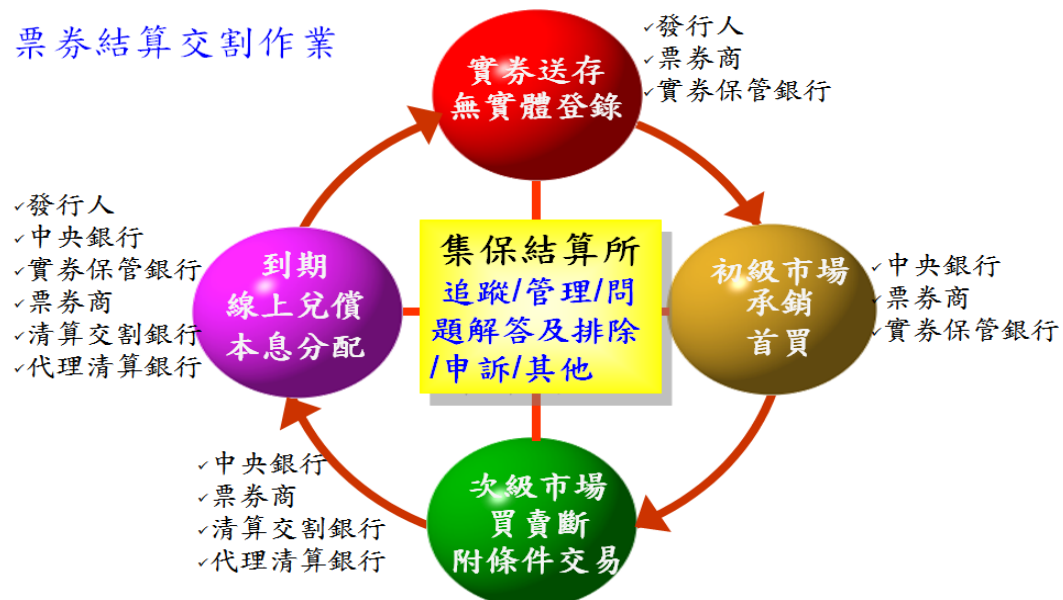 票券結算交割作業
實券送存
無實體登錄
✓發行人
✓票券商
✓實券保管銀行
初級市場
承銷
首買
✓中央銀行
✓票券商
✓實券保管銀行
集保結算所
追蹤/管理/問
題解答及排除
/申訴/其他
✓發行人
✓中央銀行
✓實券保管銀行
✓票券商
✓清算交割銀行
✓代理清算銀行
到期
線上兌償
本息分配
✓中央銀行
✓票券商
✓清算交割銀行
✓代理清算銀行
次級市場
買賣斷
附條件交易